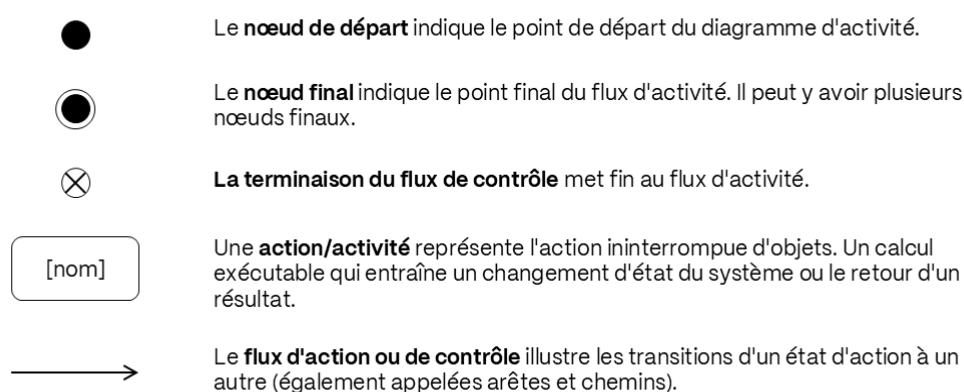 Le nœud de départ indique le point de départ du diagramme d'activité.
Le nœud final indique le point final du flux d'activité. Il peut y avoir plusieurs
nœuds finaux.
La terminaison du flux de contrôle met fin au flux d'activité.
[nom]
Une action/activité représente l'action ininterrompue d'objets. Un calcul
exécutable qui entraîne un changement d'état du système ou le retour d'un
résultat.
Le flux d'action ou de contrôle illustre les transitions d'un état d'action à un
autre (également appelées arêtes et chemins).